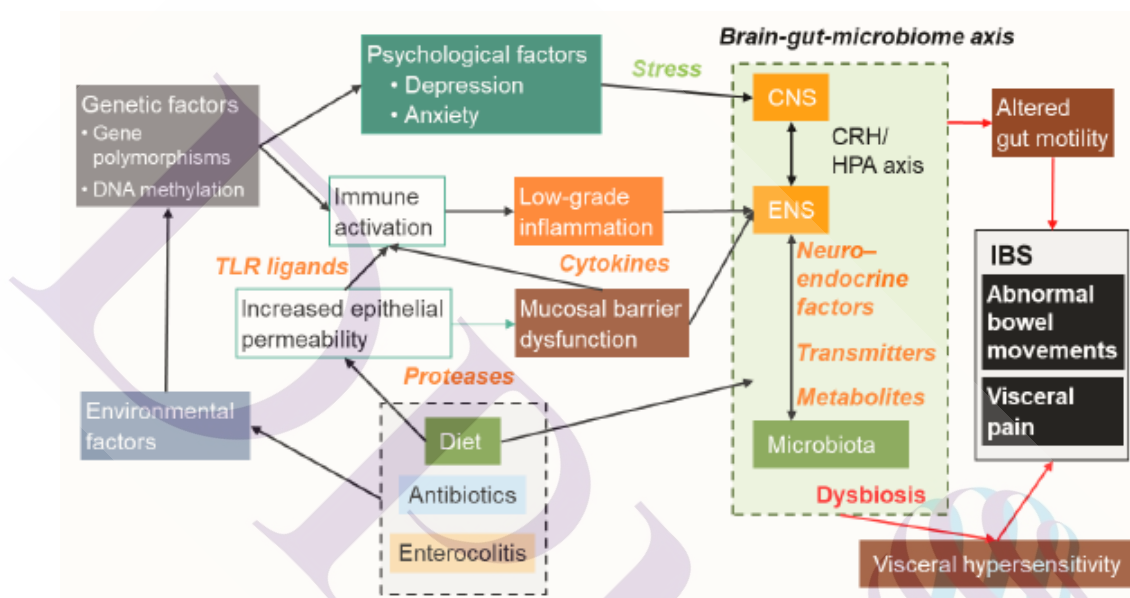 Brain-gut-microbiome axis
Psychological factors
• Depression
• Anxiety
Stress
Genetic factors
• Gene
polymorphisms
• DNA methylation
CNS
CRH/
HPA axis
ENS
Altered
gut motility
Immune
activation
Low-grade
inflammation
TLR ligands
Cytokines
Increased epithelial
permeability
Mucosal barrier
dysfunction
Neuro–
endocrine
factors
Transmitters
Metabolites
Proteases
IBS
Abnormal
bowel
movements
Visceral
pain
Environmental
factors
Diet
Antibiotics
Enterocolitis
Microbiota
Dysbiosis
Visceral hypersensitivity